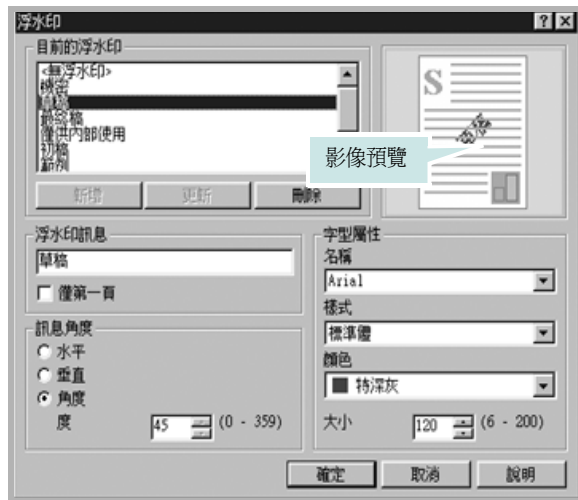 浮水印
目前的浮水印
<無浮水印>
機密
最終稿
僅供內部使用
初稿
範例
新增 更新 刪除
影像預覽
S
浮水印訊息
草稿
僅第一頁
訊息角度
水平
垂直
角度
度 45 (0 - 359)
字型屬性
名稱
Arial
樣式
標準體
顏色
特深灰
大小 120 (6 - 200)
確定 取消 說明